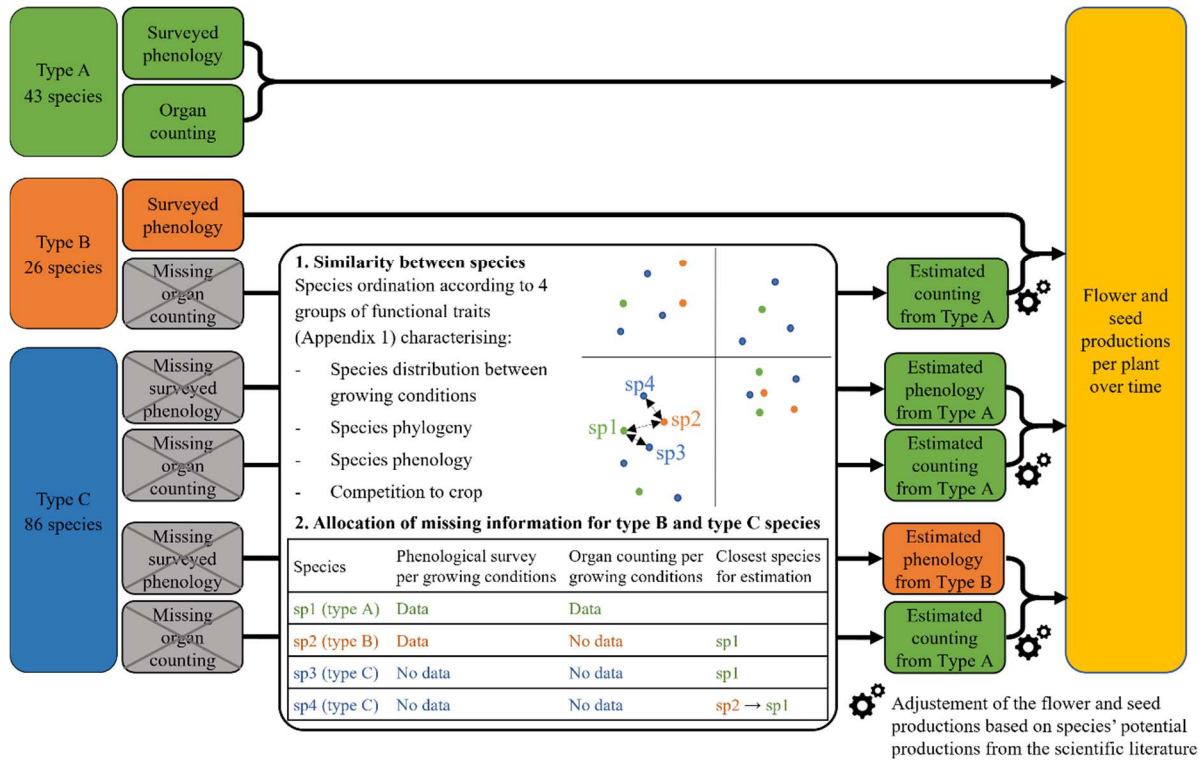 Type A
43 species
Surveyed
phenology
Organ
counting
Type B
26 species
Surveyed
phenology
Missing
organ
counting
Type C
86 species
Missing
surveyed
phenology
Missing
organ
counting
Missing
surveyed
phenology
Missing
organ
counting
1. Similarity between species
Species ordination according to 4
groups of functional traits
(Appendix 1) characterising:
- Species distribution between
growing conditions
- Species phylogeny
- Species phenology
- Competition to crop
sp4
sp1
sp2
sp3
2. Allocation of missing information for type B and type C species
Species Phenological survey per growing conditions Organ counting per growing conditions Closest species for estimation
sp1 (type A) Data Data
sp2 (type B) Data No data sp1
sp3 (type C) No data No data sp1
sp4 (type C) No data No data sp2 → sp1
Estimated
counting
from Type A
Estimated
phenology
from Type A
Estimated
counting
from Type A
Estimated
phenology
from Type B
Estimated
counting
from Type A
Flower and
seed
productions
per plant
over time
Adjustement of the flower and seed
productions based on species' potential
productions from the scientific literature